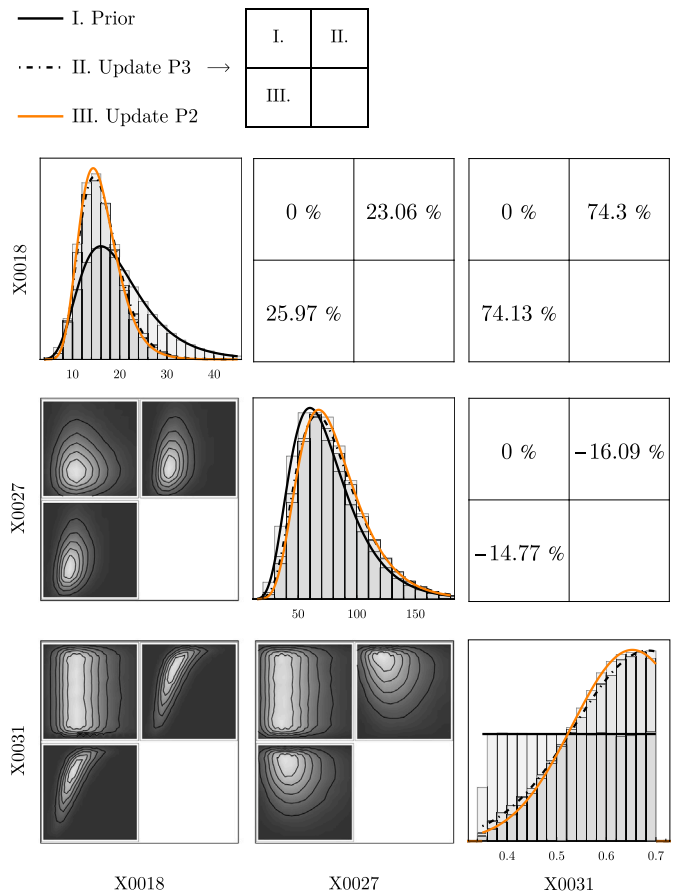 I. Prior
II. Update P3 →
III. Update P2
I. II.
III.
X0018
0 % 23.06 %
25.97 %
0 % 74.3 %
74.13 %
10 20 30 40
X0027
0 % −16.09 %
−14.77 %
50 100 150
X0031
0.4 0.5 0.6 0.7
X0018 X0027 X0031